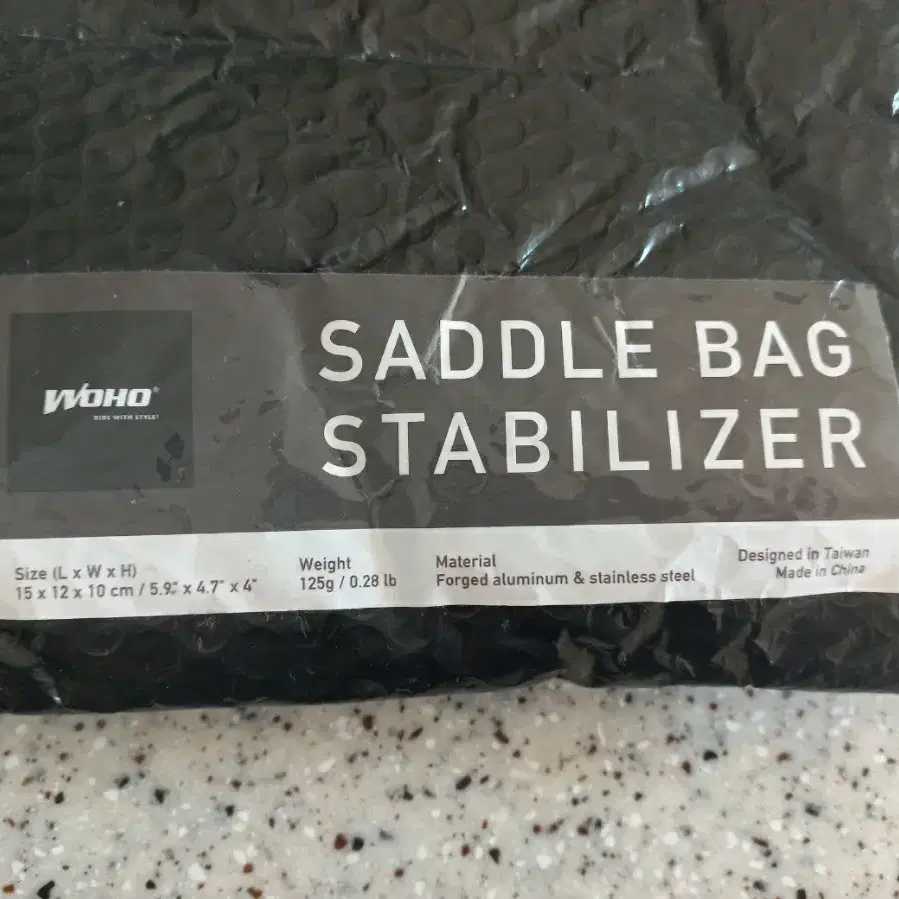 WOHO®
RIDE WITH STYLE!
SADDLE BAG
STABILIZER
Size (L x W x H)
15 x 12 x 10 cm / 5.9" x 4.7" x 4"
Weight
125g / 0.28 lb
Material
Forged aluminum & stainless steel
Designed in Taiwan
Made in China